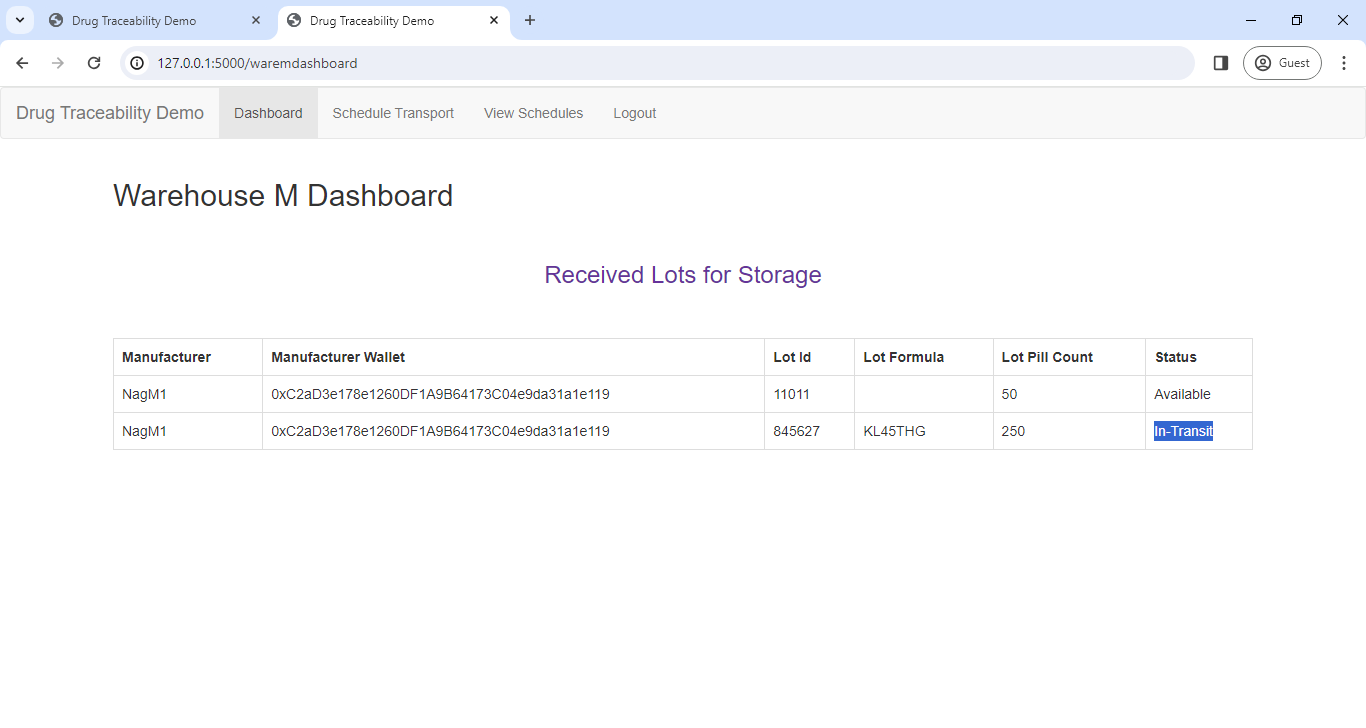 Drug Traceability Demo Drug Traceability Demo
127.0.0.1:5000/waremdashboard Guest
Drug Traceability Demo Dashboard Schedule Transport View Schedules Logout
Warehouse M Dashboard
Received Lots for Storage
Manufacturer Manufacturer Wallet Lot Id Lot Formula Lot Pill Count Status
NagM1 0xC2aD3e178e1260DF1A9B64173C04e9da31a1e119 11011 50 Available
NagM1 0xC2aD3e178e1260DF1A9B64173C04e9da31a1e119 845627 KL45THG 250 In-Transit